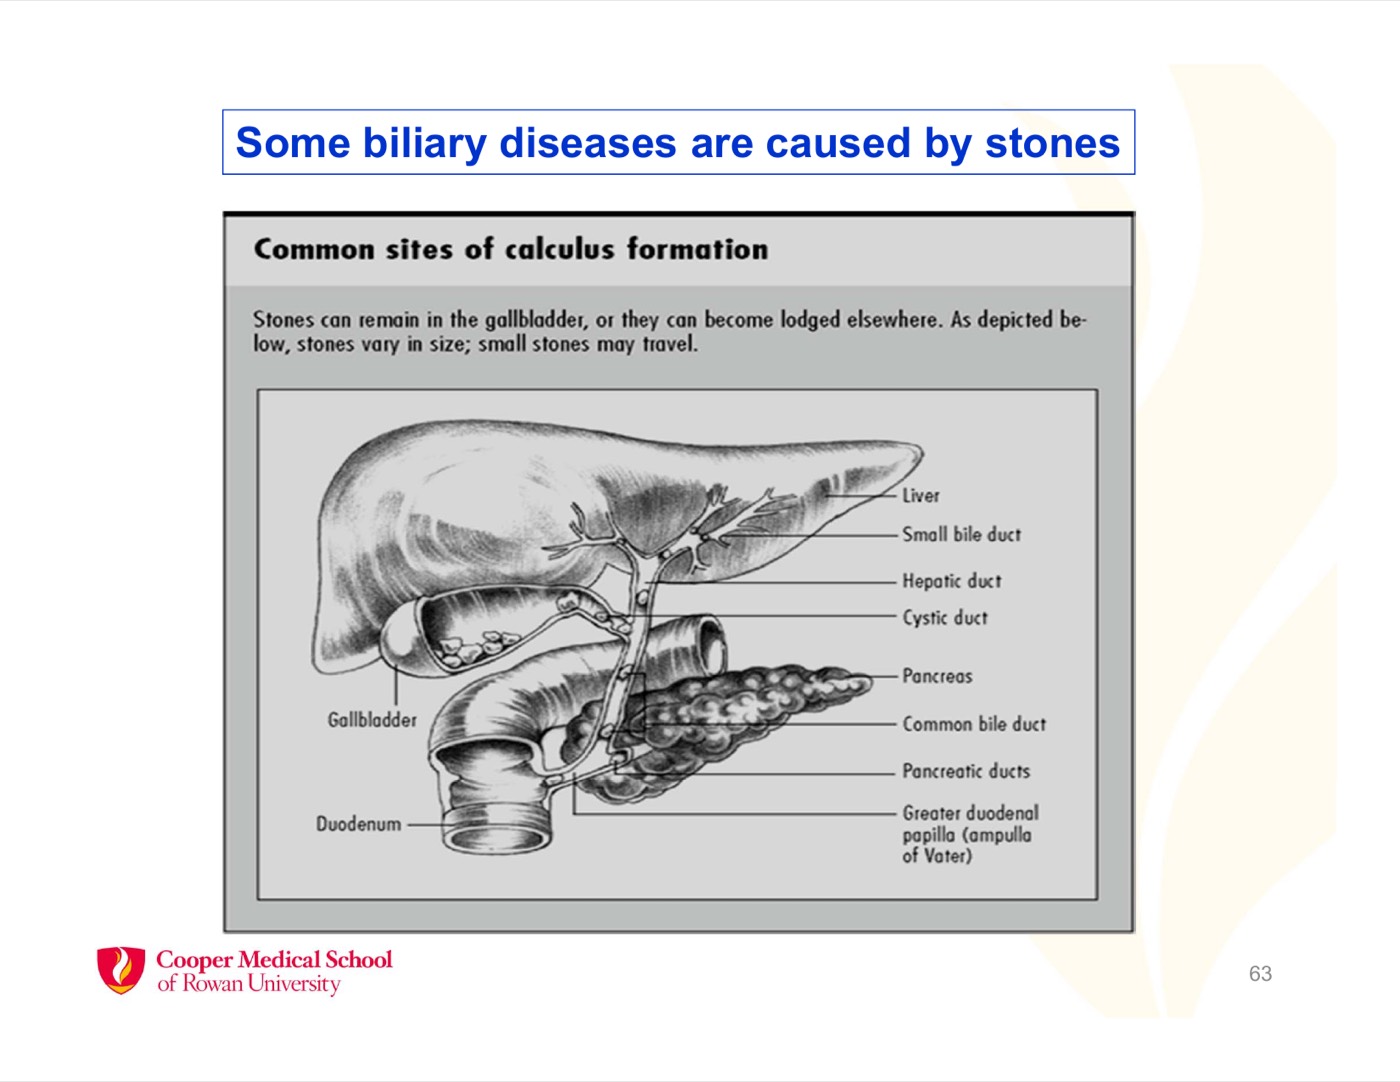 Some biliary diseases are caused by stones
Common sites of calculus formation
Stones can remain in the gallbladder, or they can become lodged elsewhere. As depicted be-
low, stones vary in size; small stones may travel.
Liver
Small bile duct
Hepatic duct
Cystic duct
Pancreas
Gallbladder
Common bile duct
Pancreatic ducts
Greater duodenal
papilla (ampulla
of Vater)
Duodenum
Cooper Medical School
of Rowan University
63